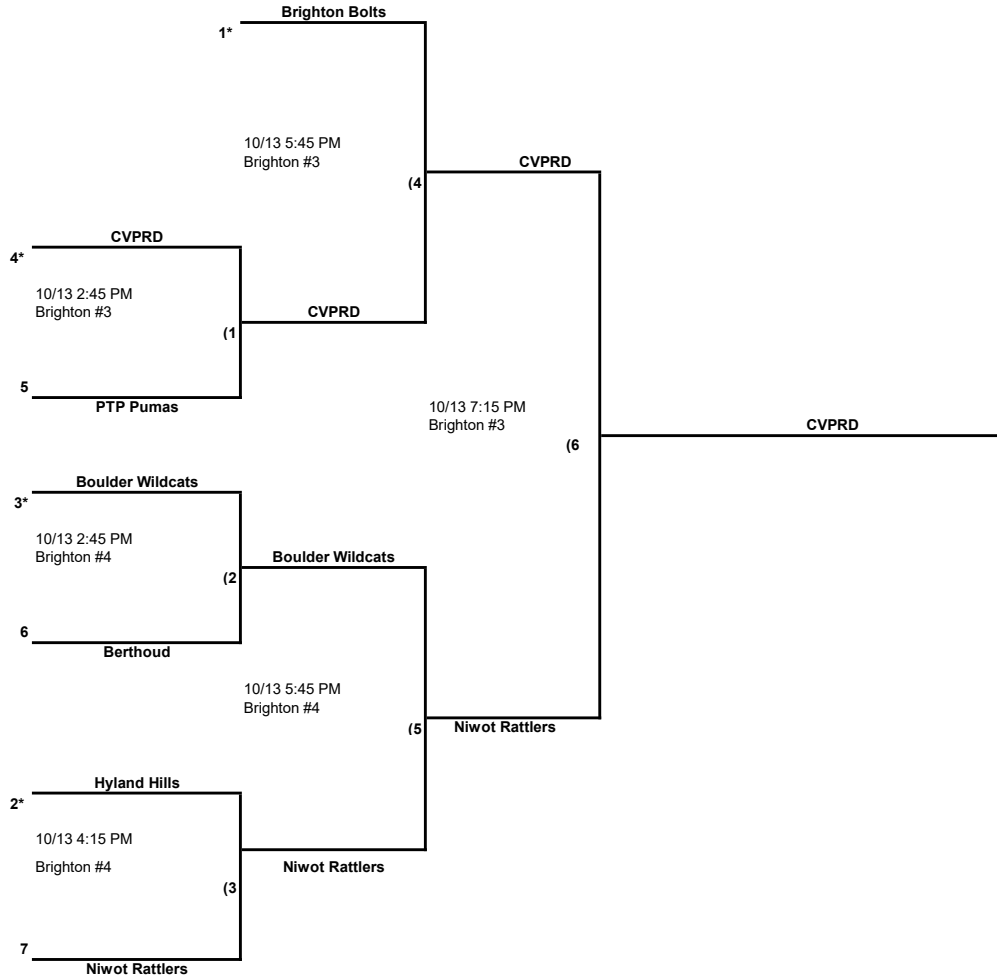 Brighton Bolts
1*
10/13 5:45 PM
Brighton #3
CVPRD
(4
CVPRD
4*
10/13 2:45 PM
Brighton #3
CVPRD
(1
5
PTP Pumas
10/13 7:15 PM
Brighton #3
CVPRD
(6
Boulder Wildcats
3*
10/13 2:45 PM
Brighton #4
Boulder Wildcats
(2
6
Berthoud
10/13 5:45 PM
Brighton #4
(5
Niwot Rattlers
Hyland Hills
2*
10/13 4:15 PM
Brighton #4
Niwot Rattlers
(3
7
Niwot Rattlers